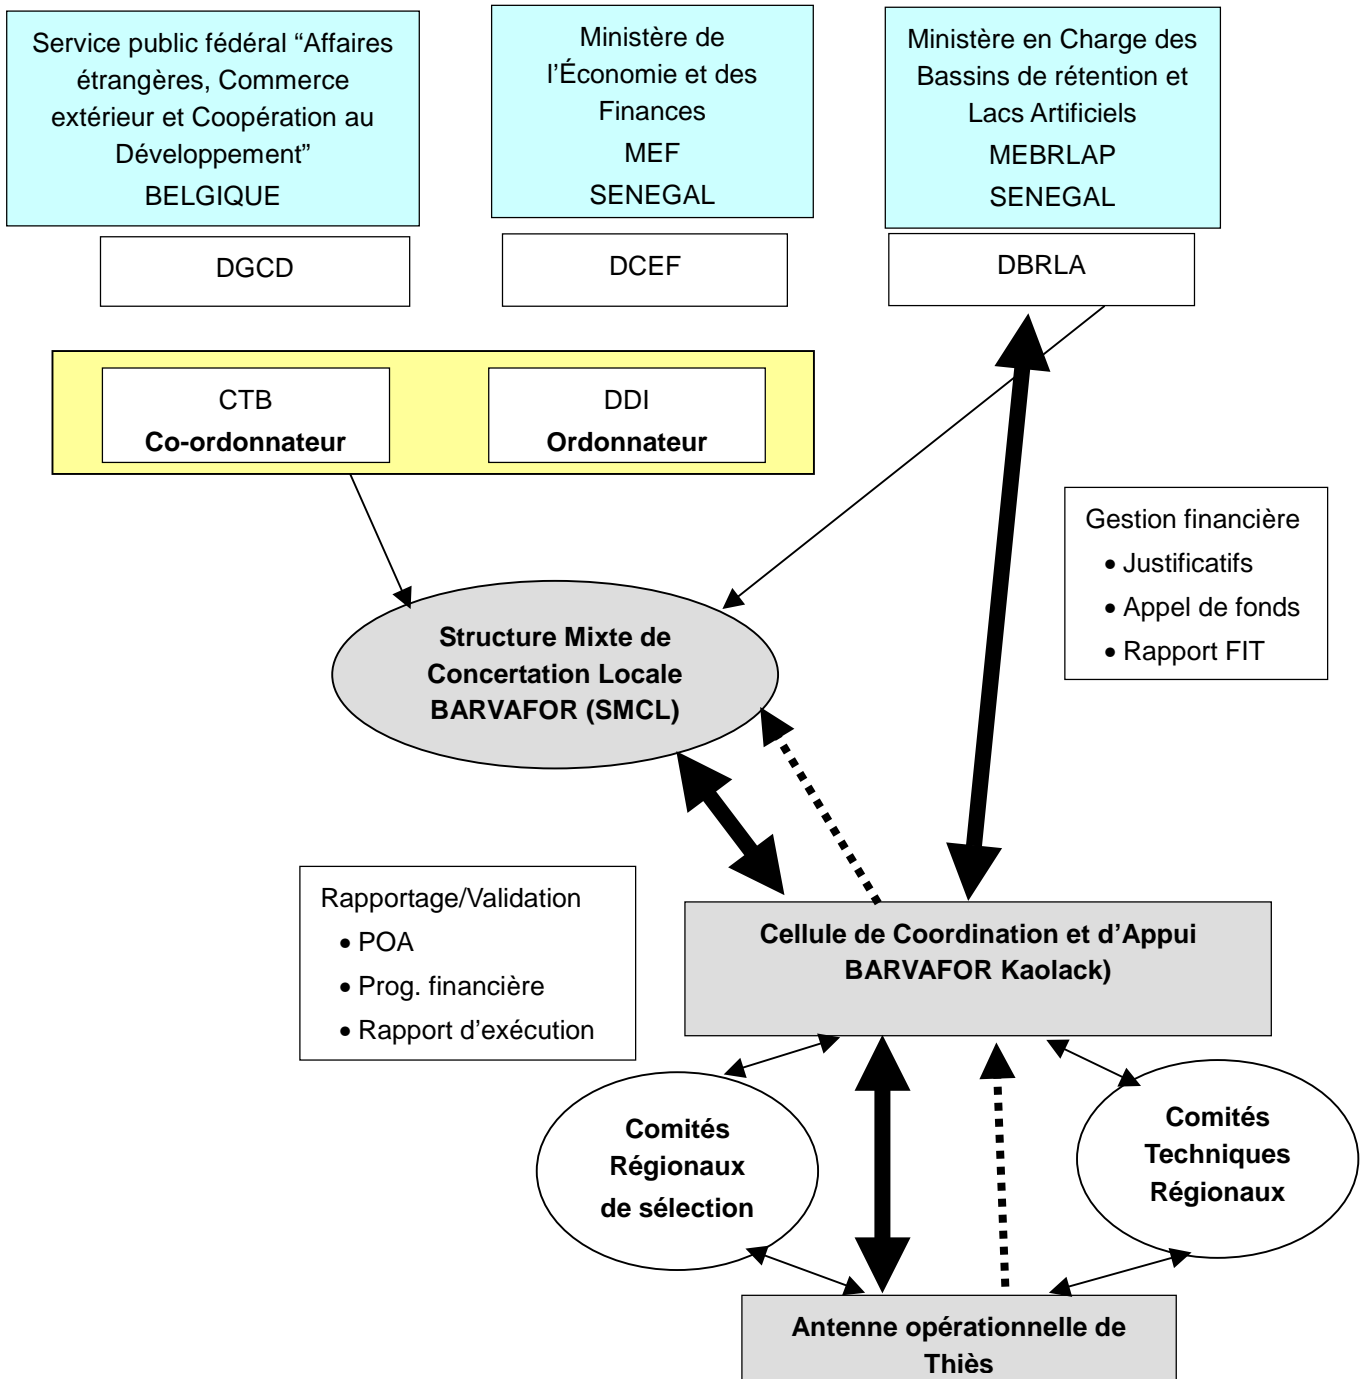 Service public fédéral “Affaires
étrangères, Commerce
extérieur et Coopération au
Développement”
BELGIQUE
Ministère de
l’Économie et des
Finances
MEF
SENEGAL
Ministère en Charge des
Bassins de rétention et
Lacs Artificiels
MEBRLAP
SENEGAL
DGCD
DCEF
DBRLA
CTB
Co-ordonnateur
DDI
Ordonnateur
Gestion financière
• Justificatifs
• Appel de fonds
• Rapport FIT
Structure Mixte de
Concertation Locale
BARVAFOR (SMCL)
Rapportage/Validation
• POA
• Prog. financière
• Rapport d’exécution
Cellule de Coordination et d’Appui
BARVAFOR Kaolack)
Comités
Régionaux
de sélection
Comités
Techniques
Régionaux
Antenne opérationnelle de
Thiès